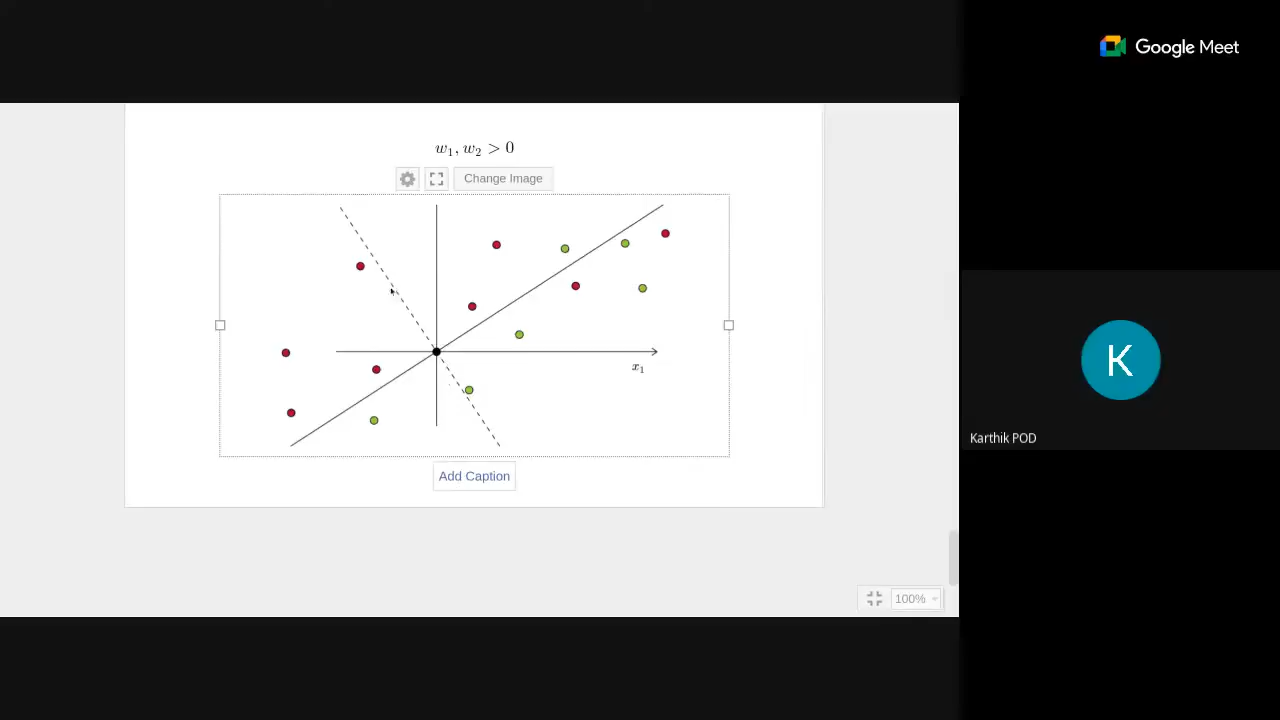 Google Meet
w₁, w₂ > 0
Change Image
x₁
K
Karthik POD
Add Caption
100%